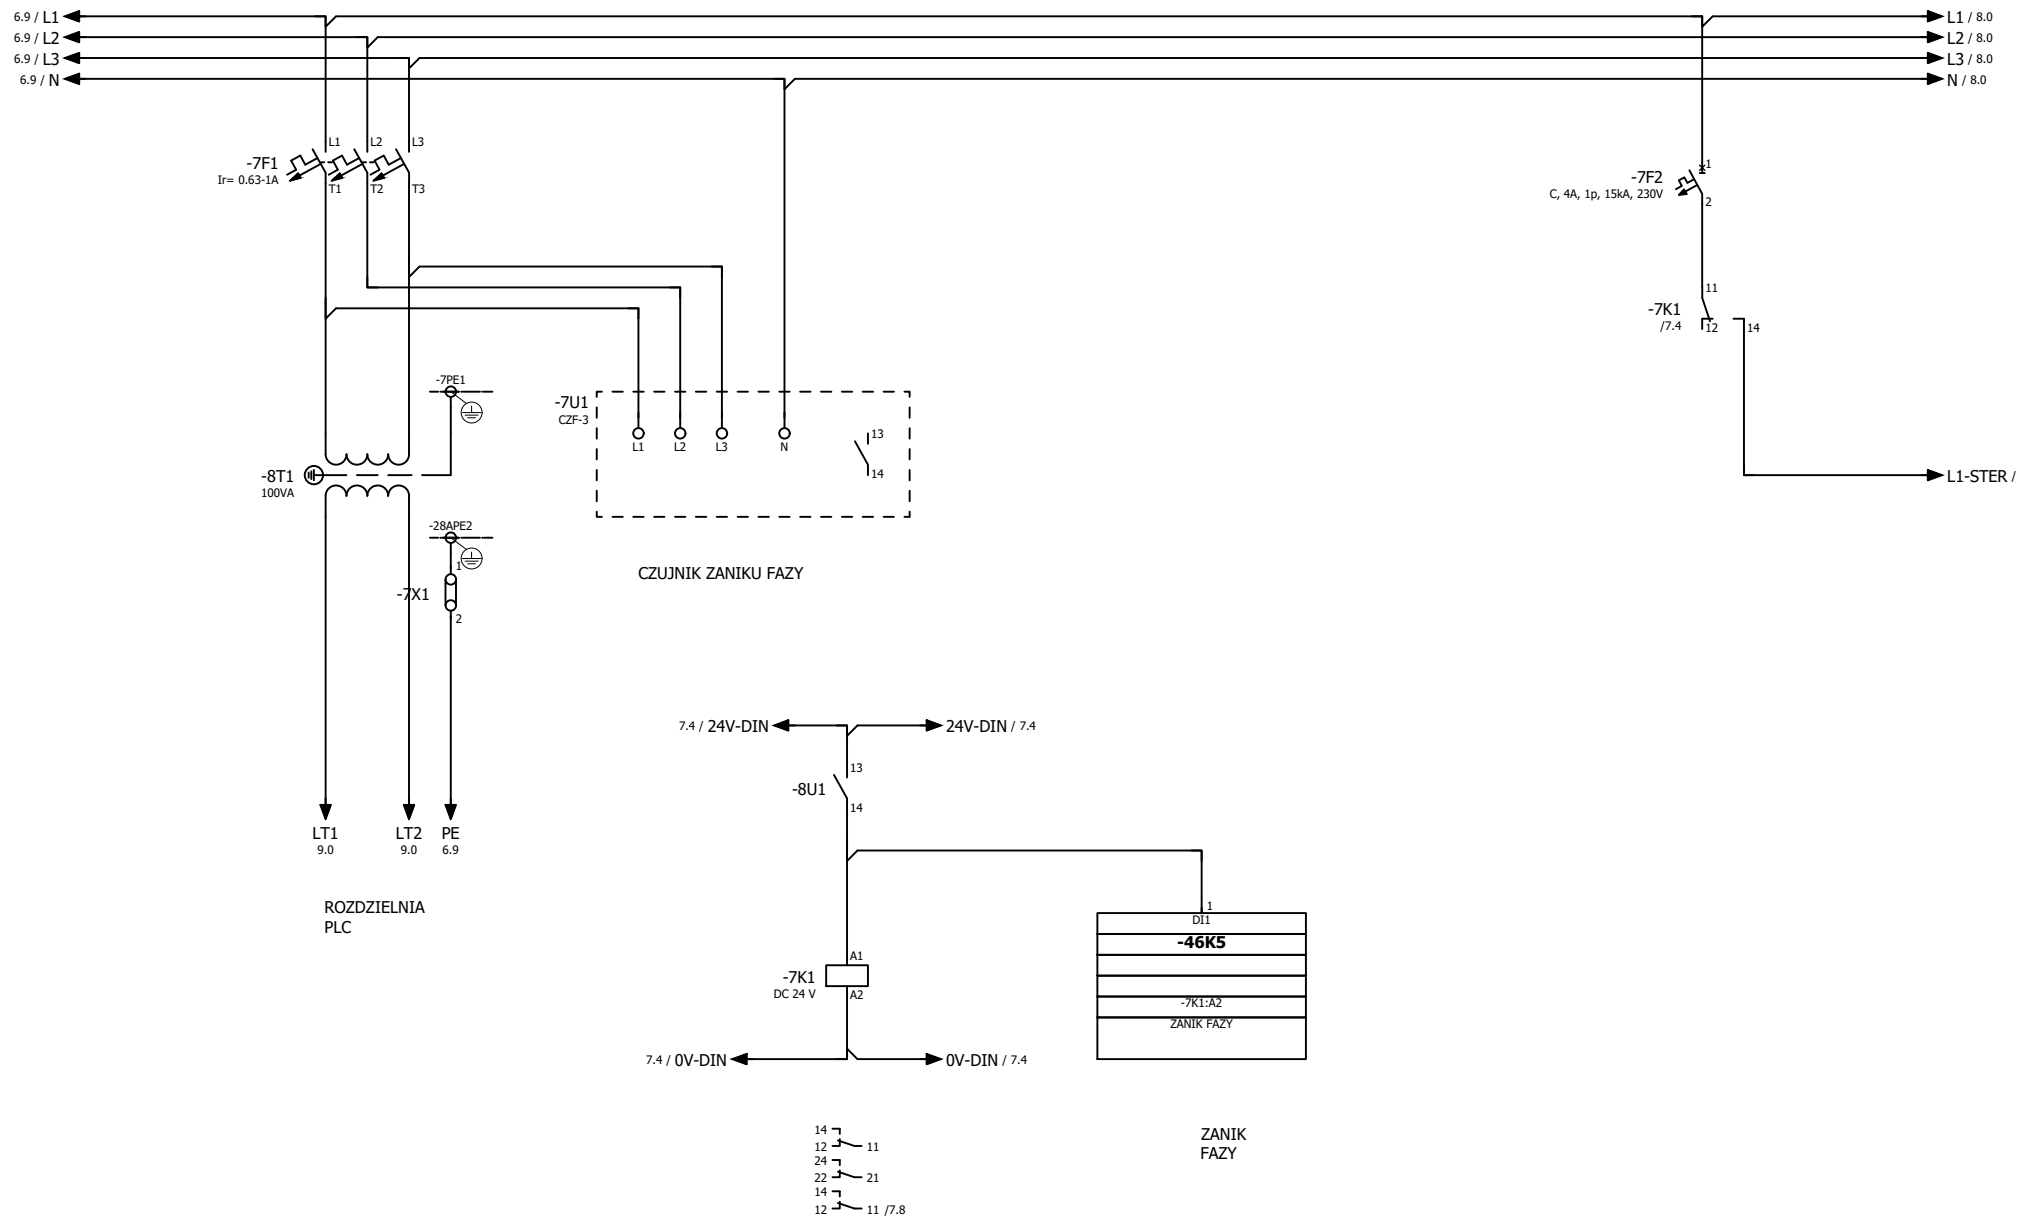 6.9 / L1
L1 / 8.0
6.9 / L2
L2 / 8.0
6.9 / L3
L3 / 8.0
6.9 / N
N / 8.0
L1
L2
L3
-7F1
Ir= 0.63-1A
T1
T2
T3
1
-7F2
C, 4A, 1p, 15kA, 230V
2
11
-7K1
/7.4
12
14
-7PE1
-7U1
CZF-3
L1
L2
L3
N
13
14
-8T1
100VA
L1-STER /
-28APE2
1
-7X1
2
CZUJNIK ZANIKU FAZY
7.4 / 24V-DIN
24V-DIN / 7.4
13
-8U1
14
LT1
9.0
LT2
9.0
PE
6.9
ROZDZIELNIA
PLC
1
DI1
-46K5
-7K1:A2
ZANIK FAZY
A1
-7K1
DC 24 V
A2
7.4 / 0V-DIN
0V-DIN / 7.4
ZANIK
FAZY
14
12
11
24
22
21
14
12
11 /7.8